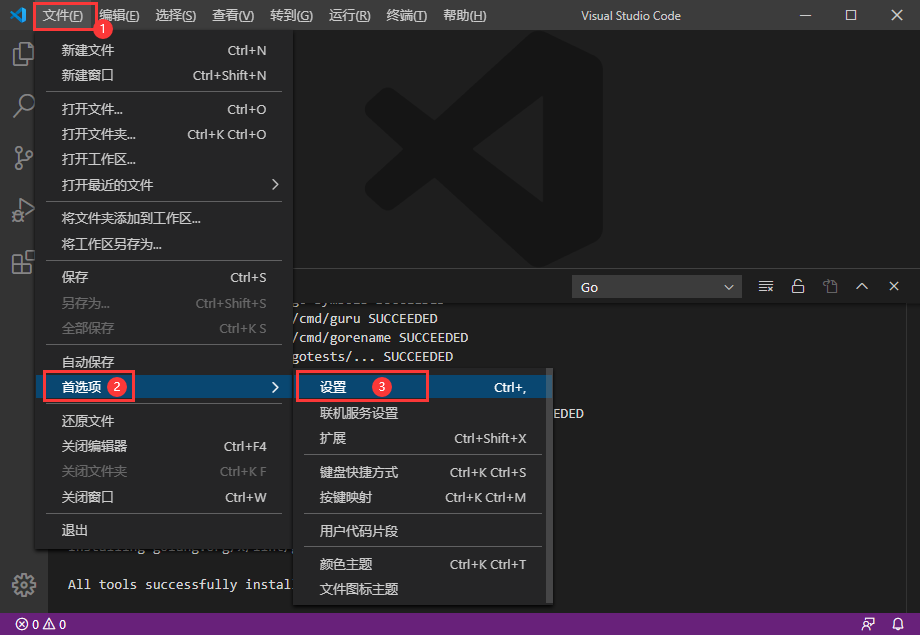 文件(F) 编辑(E) 选择(S) 查看(V) 转到(G) 运行(R) 终端(T) 帮助(H) Visual Studio Code
1
新建文件 Ctrl+N
新建窗口 Ctrl+Shift+N
打开文件... Ctrl+O
打开文件夹... Ctrl+K Ctrl+O
打开工作区...
打开最近的文件
将文件夹添加到工作区...
将工作区另存为...
保存 Ctrl+S
另存为... Ctrl+Shift+S
全部保存 Ctrl+K S
自动保存
首选项 2
还原文件
关闭编辑器 Ctrl+F4
关闭文件夹 Ctrl+K F
关闭窗口 Ctrl+W
退出
Go
/cmd/guru SUCCEEDED
/cmd/gorename SUCCEEDED
gotests/... SUCCEEDED
设置 3 Ctrl+,
联机服务设置
EDED
扩展 Ctrl+Shift+X
键盘快捷方式 Ctrl+K Ctrl+S
按键映射 Ctrl+K Ctrl+M
用户代码片段
颜色主题 Ctrl+K Ctrl+T
文件图标主题
All tools successfully instal
0 0